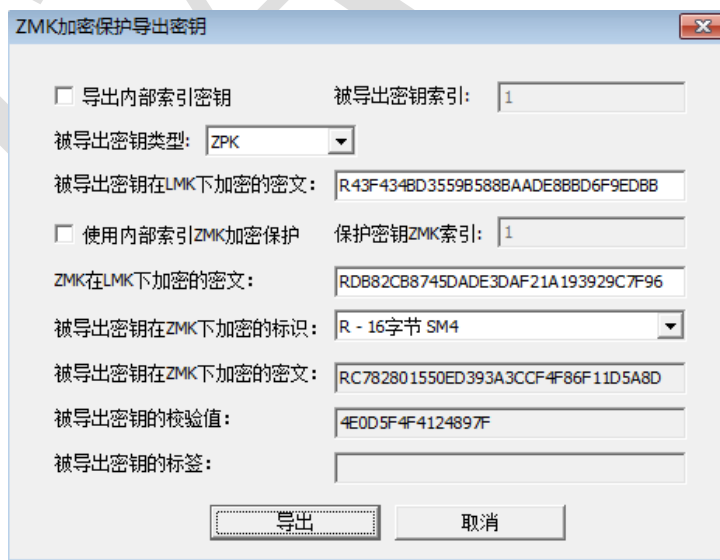 ZMK加密保护导出密钥
导出内部索引密钥 被导出密钥索引: 1
被导出密钥类型: ZPK
被导出密钥在LMK下加密的密文: R43F434BD3559B588BAADE8BBD6F9EDBB
使用内部索引ZMK加密保护 保护密钥ZMK索引: 1
ZMK在LMK下加密的密文: RDB82CB8745DADE3DAF21A193929C7F96
被导出密钥在ZMK下加密的标识: R - 16字节 SM4
被导出密钥在ZMK下加密的密文: RC782801550ED393A3CCF4F86F11D5A8D
被导出密钥的校验值: 4E0D5F4F4124897F
被导出密钥的标签:
导出 取消